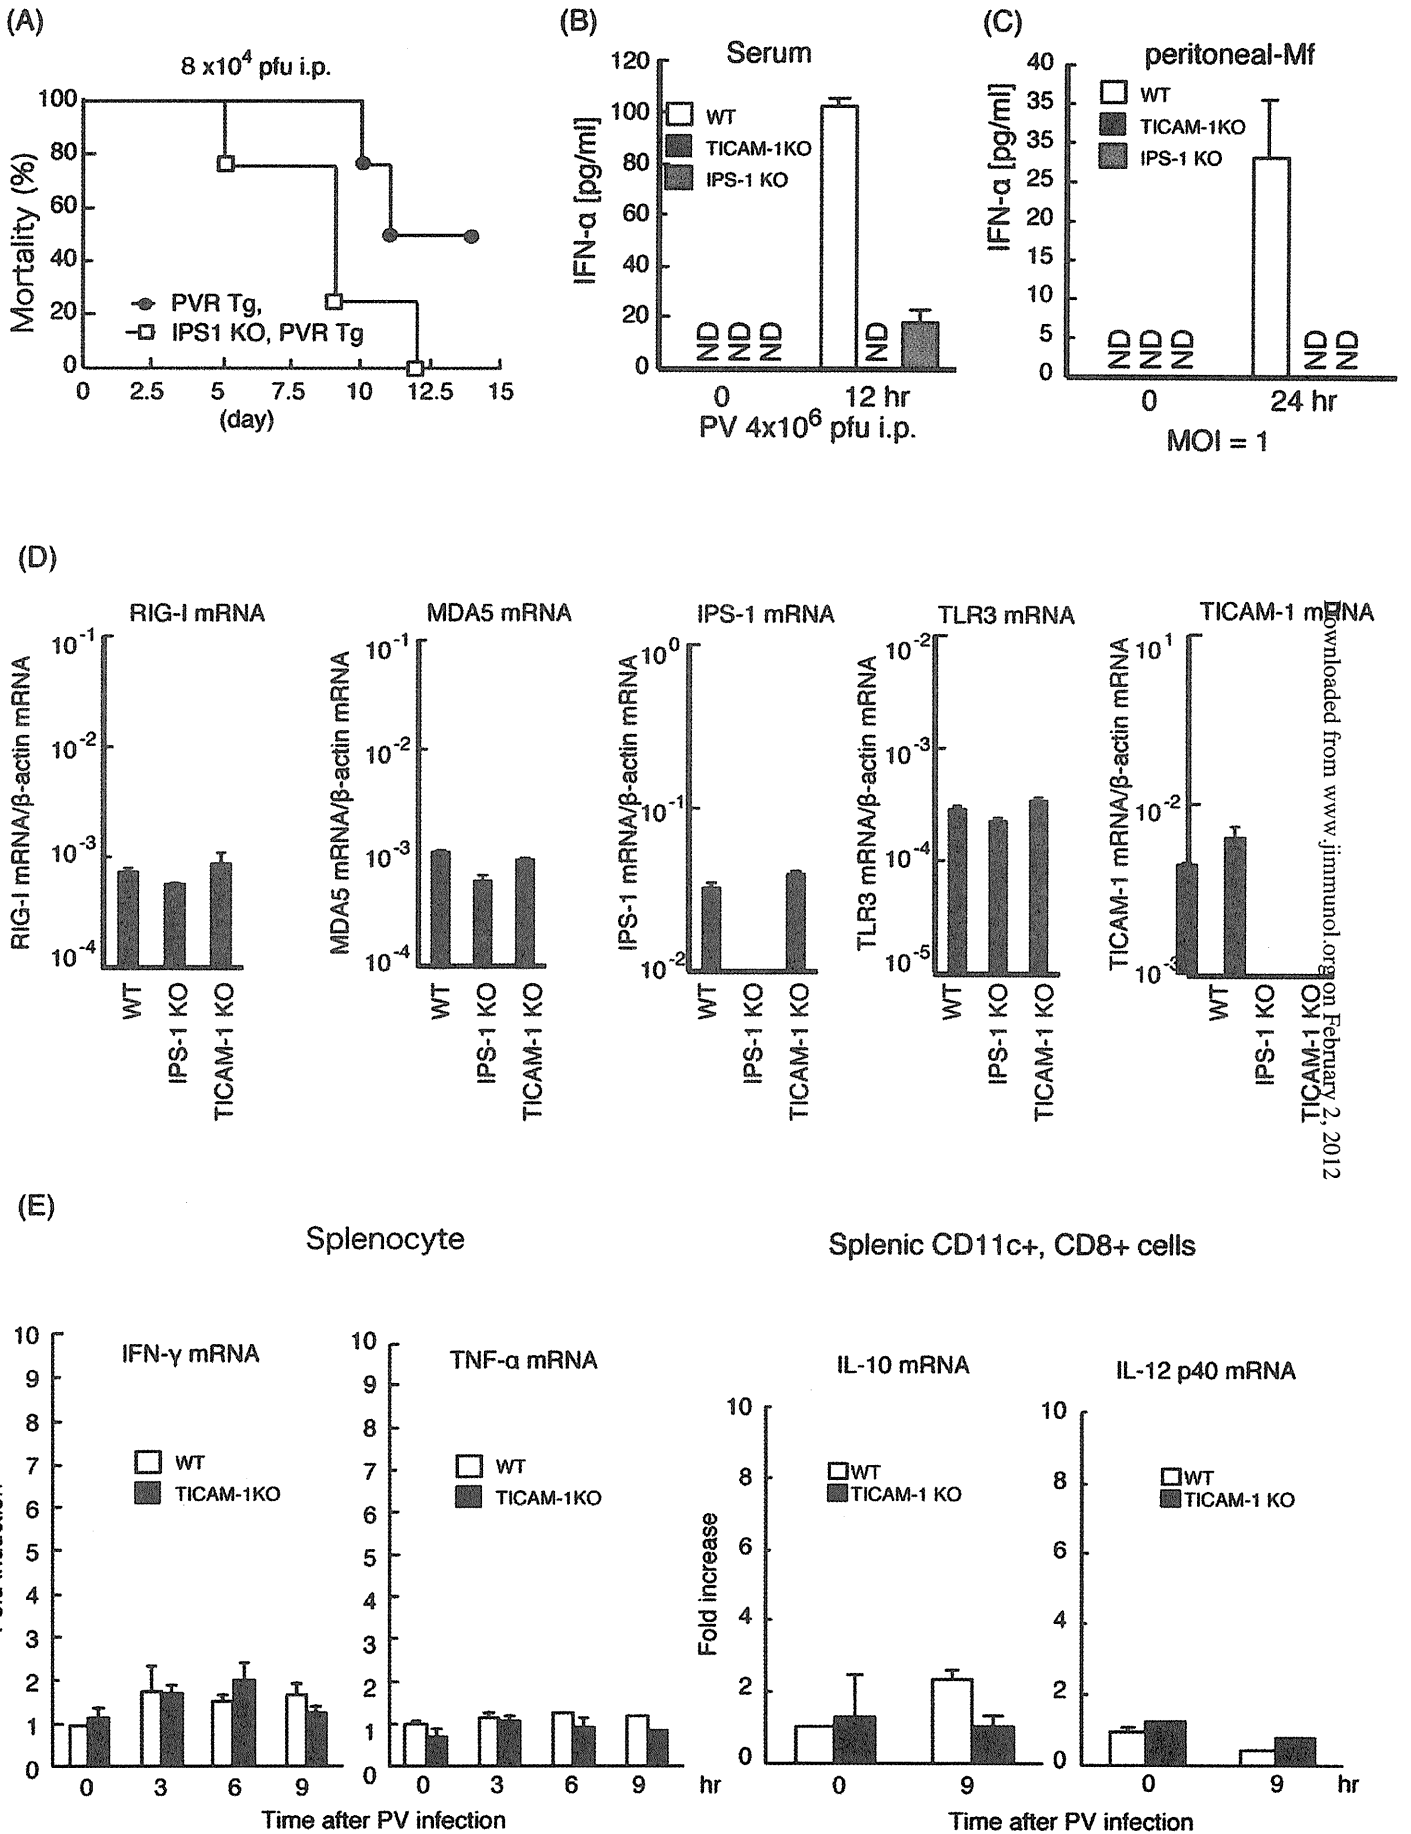 (A)
8 x10⁴ pfu i.p.
Mortality (%)
100
80
60
40
20
0
PVR Tg,
IPS1 KO, PVR Tg
0 2.5 5 7.5 10 12.5 15
(day)
(B)
Serum
IFN-α [pg/ml]
120
100
80
60
40
20
0
WT
TICAM-1KO
IPS-1 KO
ND ND ND ND
0 12 hr
PV 4x10⁶ pfu i.p.
(C)
peritoneal-Mf
IFN-α [pg/ml]
40
35
35
25
20
15
10
5
0
WT
TICAM-1KO
IPS-1 KO
ND ND ND ND ND
0 24 hr
MOI = 1
(D)
RIG-I mRNA
RIG-I mRNA/β-actin mRNA
10⁻¹
10⁻²
10⁻³
10⁻⁴
WT
IPS-1 KO
TICAM-1 KO
MDA5 mRNA
MDA5 mRNA/β-actin mRNA
10⁻¹
10⁻²
10⁻³
10⁻⁴
WT
IPS-1 KO
TICAM-1 KO
IPS-1 mRNA
IPS-1 mRNA/β-actin mRNA
10⁰
10⁻¹
10⁻²
WT
IPS-1 KO
TICAM-1 KO
TLR3 mRNA
TLR3 mRNA/β-actin mRNA
10⁻²
10⁻³
10⁻⁴
10⁻⁵
WT
IPS-1 KO
TICAM-1 KO
TICAM-1 mRNA
TICAM-1 mRNA/β-actin mRNA
10¹
10⁻²
10⁻³
WT
IPS-1 KO
TICAM-1 KO
Downloaded from www.jimmunol.org on February 2, 2012
(E)
Splenocyte
IFN-γ mRNA
10
9
8
7
6
5
4
3
2
1
0
WT
TICAM-1KO
0 3 6 9
TNF-α mRNA
10
9
8
7
6
5
4
3
2
1
0
WT
TICAM-1KO
0 3 6 9 hr
Time after PV infection
Splenic CD11c+, CD8+ cells
IL-10 mRNA
Fold increase
10
8
6
4
2
0
WT
TICAM-1 KO
0 9
IL-12 p40 mRNA
10
8
6
4
2
0
WT
TICAM-1 KO
0 9 hr
Time after PV infection